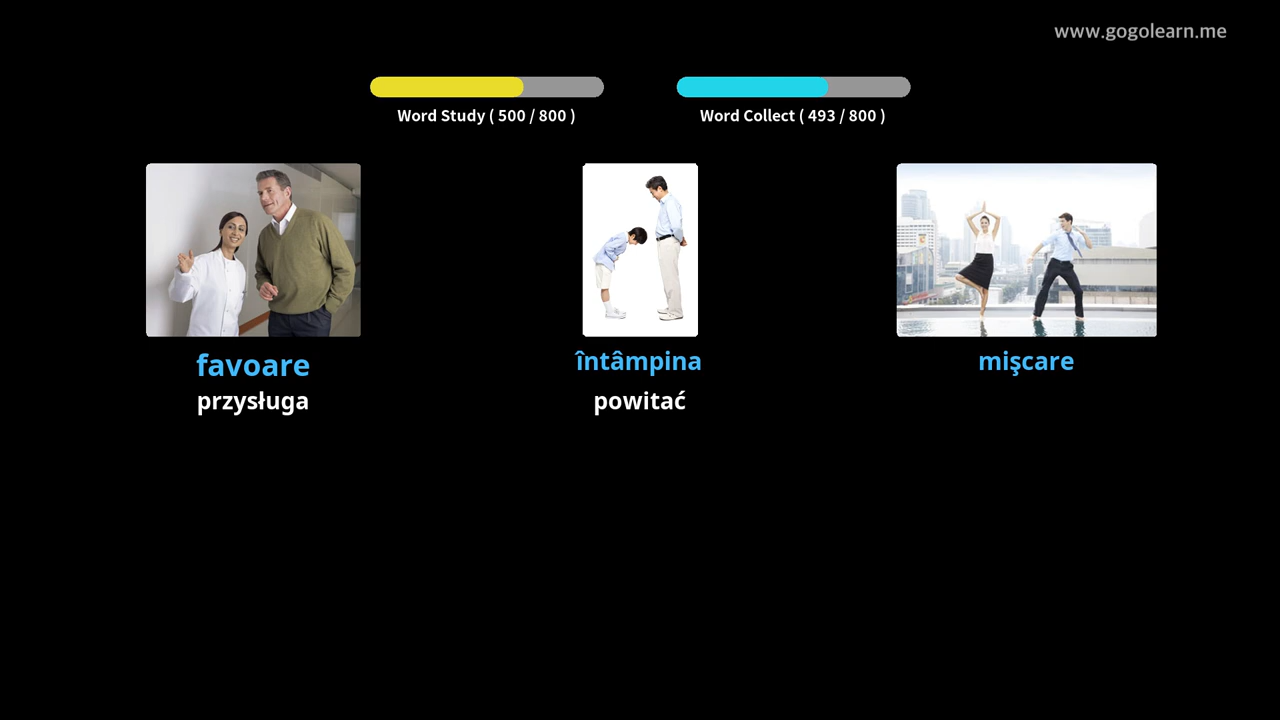 www.gogolearn.me
Word Study ( 500 / 800 )
Word Collect ( 493 / 800 )
favoare
przysługa
întâmpina
powitać
mişcare